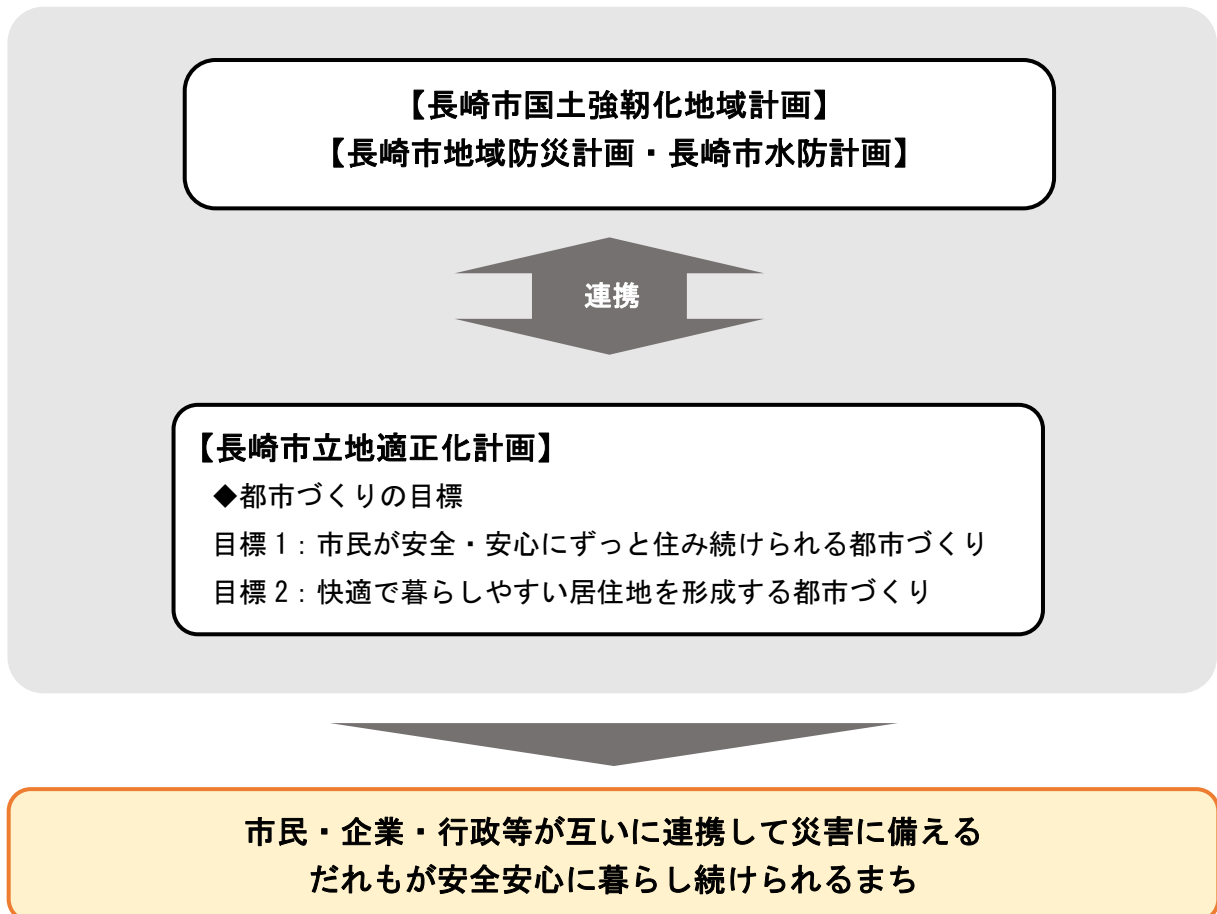 【長崎市国土強靭化地域計画】
【長崎市地域防災計画・長崎市水防計画】
連携
【長崎市立地適正化計画】
◆都市づくりの目標
目標1：市民が安全・安心にずっと住み続けられる都市づくり
目標2：快適で暮らしやすい居住地を形成する都市づくり
市民・企業・行政等が互いに連携して災害に備える
だれもが安全安心に暮らし続けられるまち